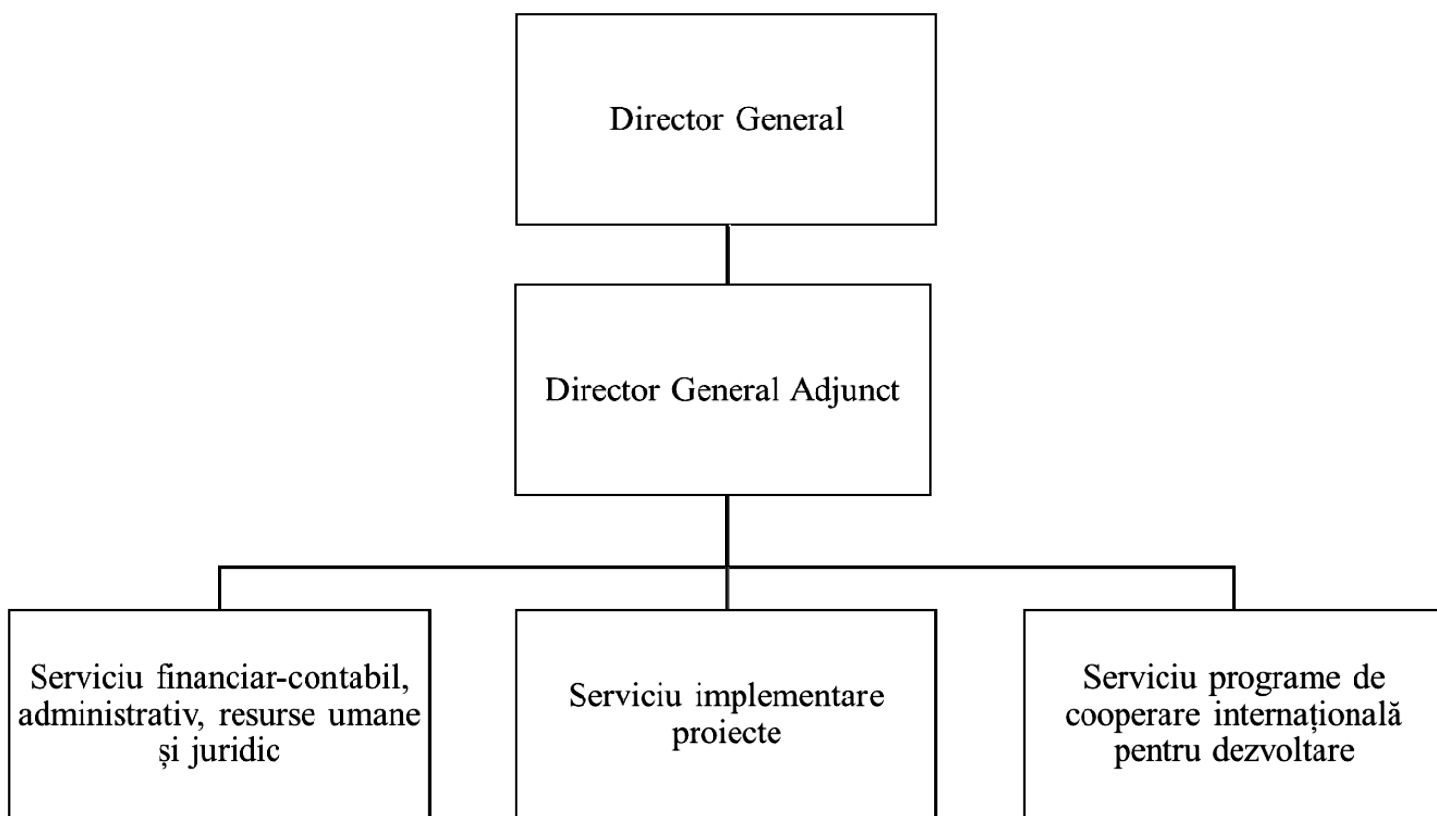 Director General
Director General Adjunct
Serviciu financiar-contabil,
administrativ, resurse umane
și juridic
Serviciu implementare
proiecte
Serviciu programe de
cooperare internațională
pentru dezvoltare